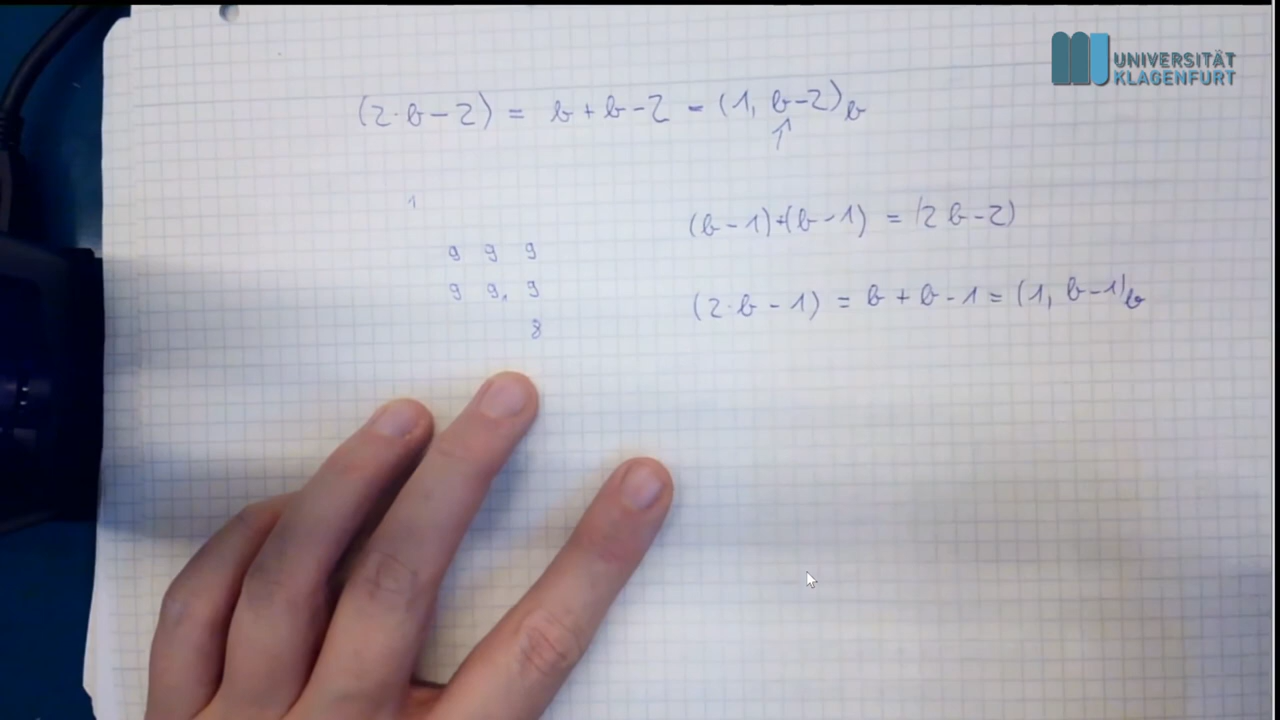 UNIVERSITÄT
KLAGENFURT
(2·b-2) = b+b-2 = (1, b-2)b
↑
1
9 9 9
9 9, 9
8
(b-1)+(b-1) = (2b-2)
(2·b-1) = b+b-1 = (1, b-1)b